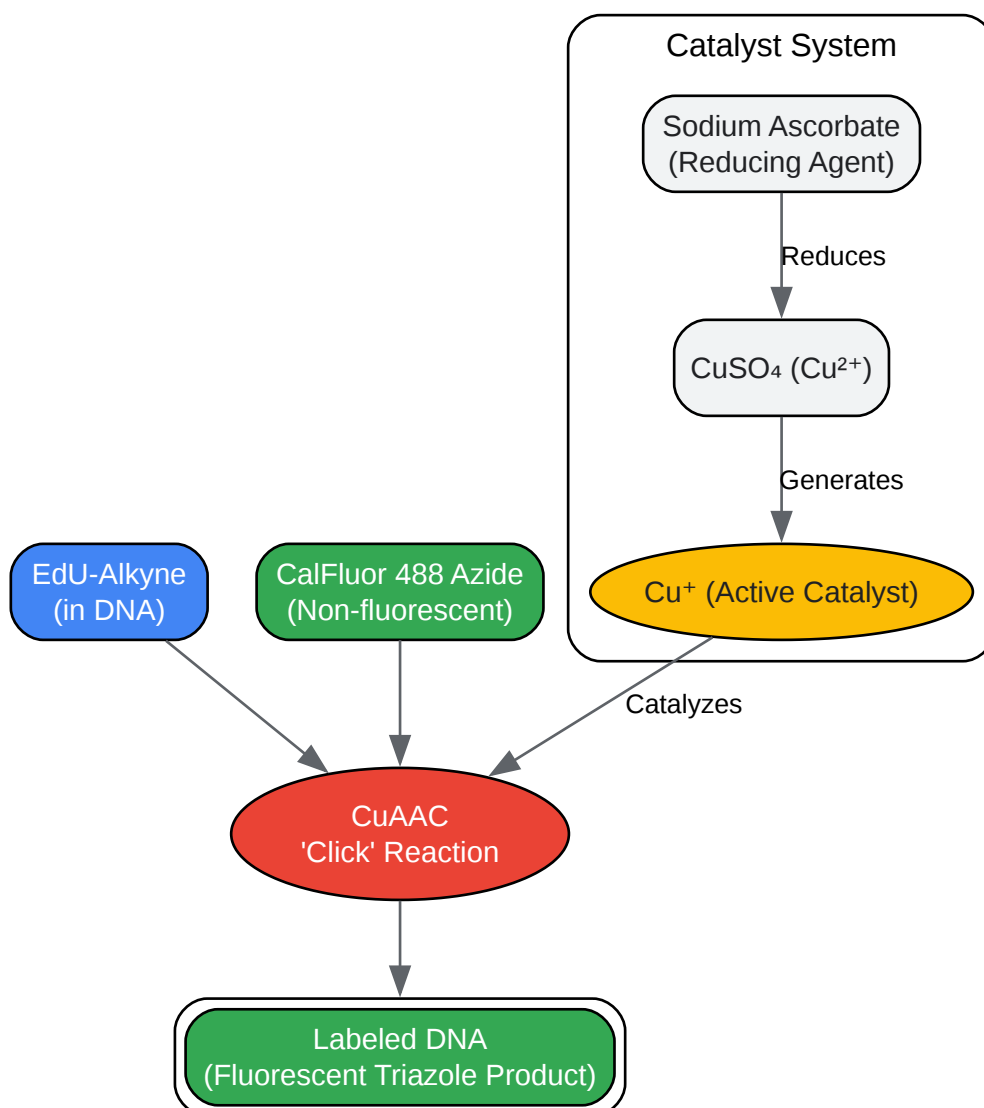 Catalyst System
Sodium Ascorbate
(Reducing Agent)
Reduces
CuSO₄ (Cu²⁺)
Generates
EdU-Alkyne
(in DNA)
CalFluor 488 Azide
(Non-fluorescent)
Cu⁺ (Active Catalyst)
Catalyzes
CuAAC
'Click' Reaction
Labeled DNA
(Fluorescent Triazole Product)